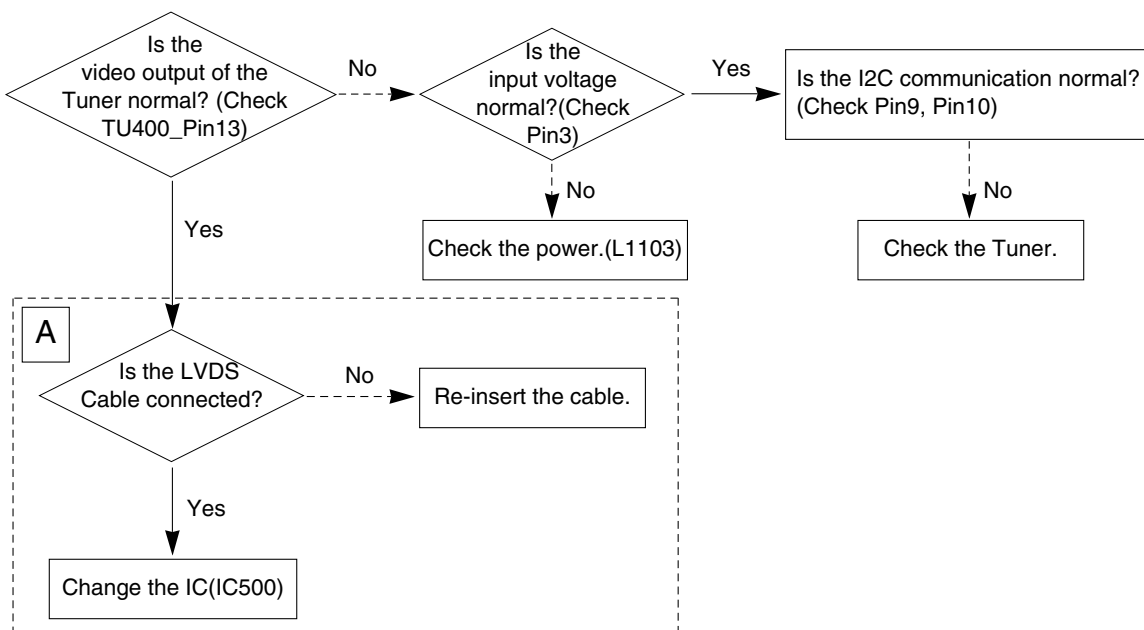 Is the
video output of the
Tuner normal? (Check
TU400_Pin13)
No
Is the
input voltage
normal?(Check
Pin3)
Yes
Is the I2C communication normal?
(Check Pin9, Pin10)
No
Check the power.(L1103)
No
Check the Tuner.
Yes
A
Is the LVDS
Cable connected?
No
Re-insert the cable.
Yes
Change the IC(IC500)